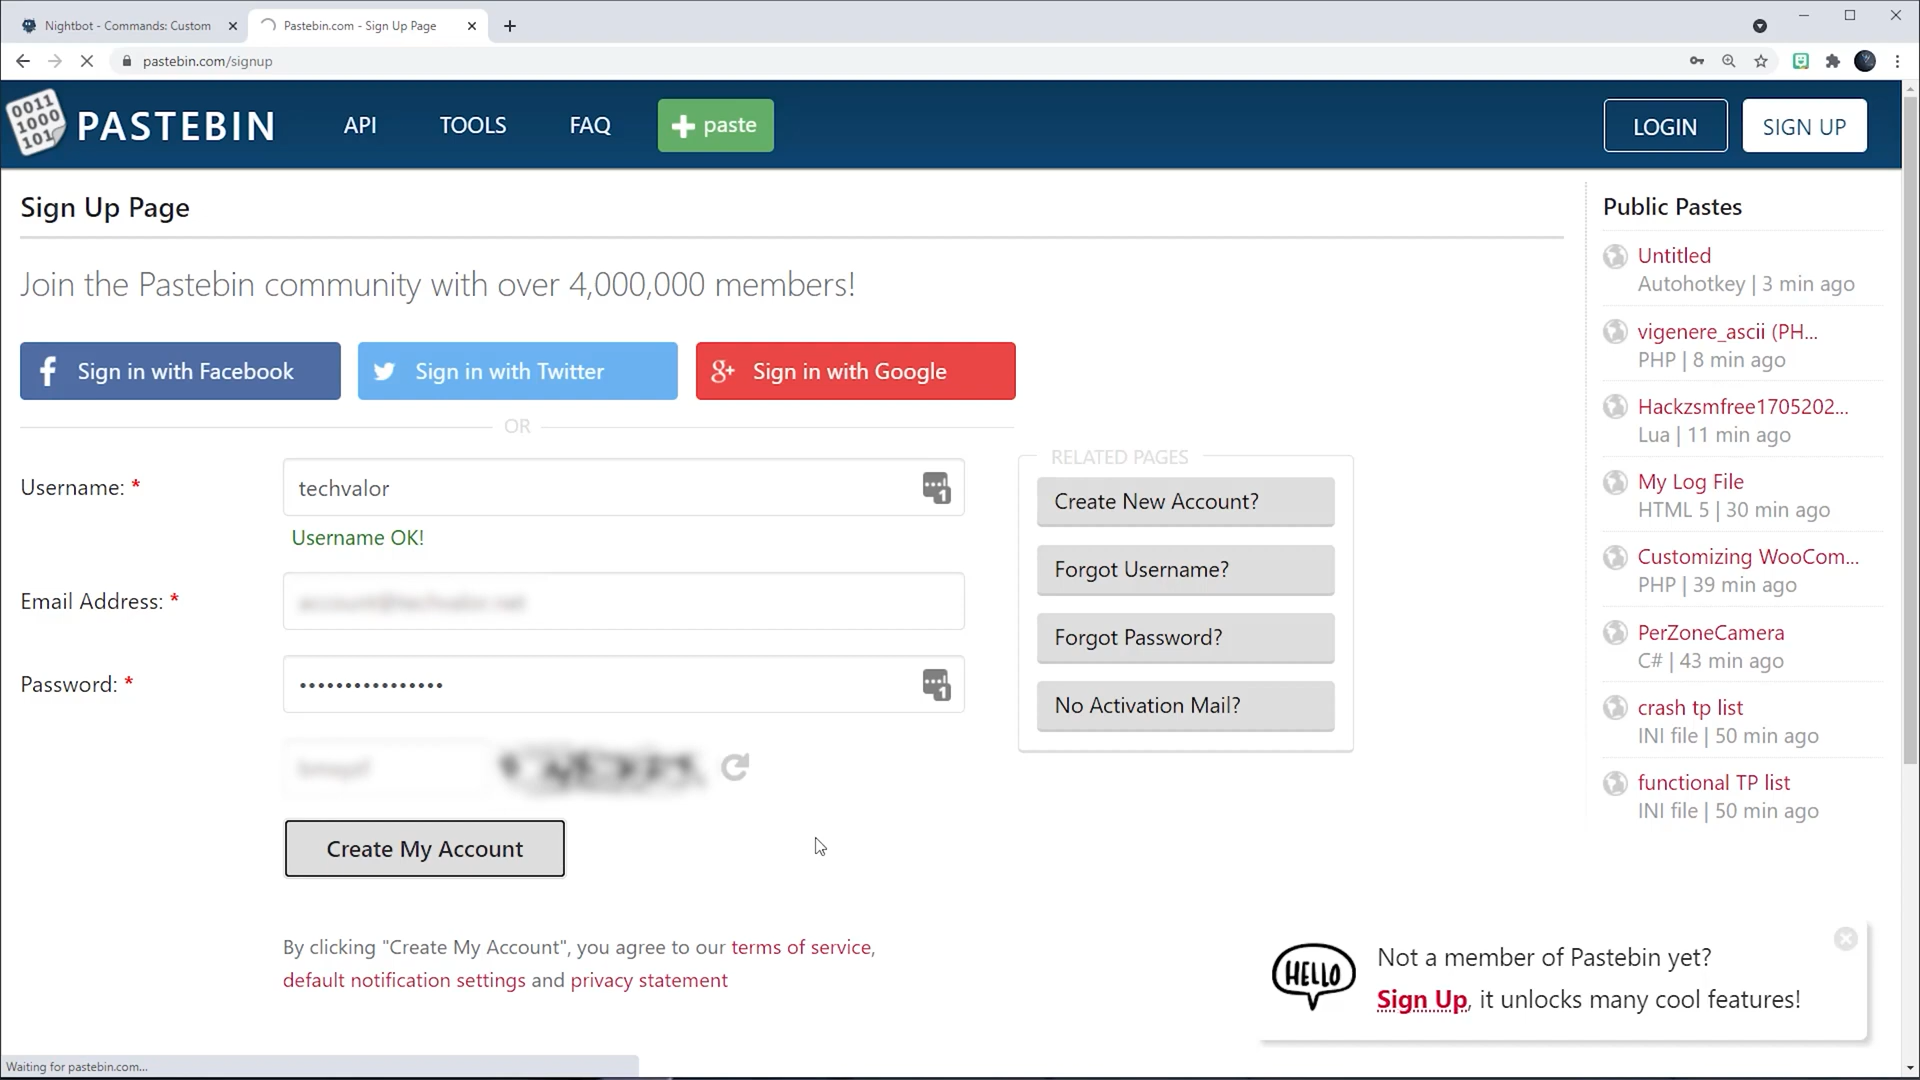 Nightbot - Commands: Custom
Pastebin.com - Sign Up Page
pastebin.com/signup
0011
1000
101
PASTEBIN
API
TOOLS
FAQ
paste
LOGIN
SIGN UP
Sign Up Page
Join the Pastebin community with over 4,000,000 members!
Sign in with Facebook
Sign in with Twitter
Sign in with Google
OR
Username: *
techvalor
1
Username OK!
Email Address: *
Password: *
••••••••••••••••
1
Create My Account
By clicking "Create My Account", you agree to our terms of service,
default notification settings and privacy statement
RELATED PAGES
Create New Account?
Forgot Username?
Forgot Password?
No Activation Mail?
Public Pastes
Untitled
Autohotkey | 3 min ago
vigenere_ascii (PH...
PHP | 8 min ago
Hackzsmfree1705202...
Lua | 11 min ago
My Log File
HTML 5 | 30 min ago
Customizing WooCom...
PHP | 39 min ago
PerZoneCamera
C# | 43 min ago
crash tp list
INI file | 50 min ago
functional TP list
INI file | 50 min ago
HELLO
Not a member of Pastebin yet?
Sign Up, it unlocks many cool features!
Waiting for pastebin.com...